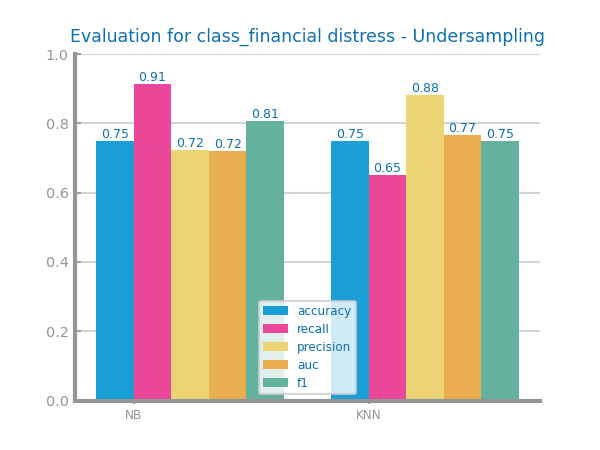 Evaluation for class_financial distress - Undersampling
1.0
0.8
0.6
0.4
0.2
0.0
0.75
0.91
0.72
0.72
0.81
0.75
0.65
0.88
0.77
0.75
accuracy
recall
precision
auc
f1
NB
KNN